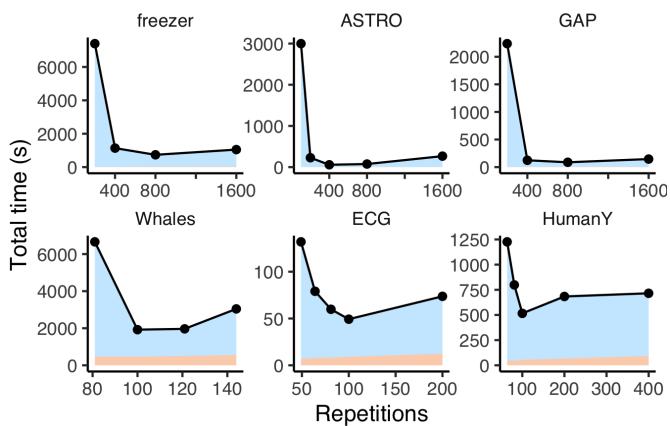 freezer ASTRO GAP
Total time (s)
6000 4000 2000 0
3000 2000 1000 0
2000 1500 1000 500 0
400 800 1600
400 800 1600
400 800 1600
Whales ECG HumanY
6000 4000 2000 0
100 50 0
1250 1000 750 500 250 0
80 100 120 140
50 100 150 200
100 200 300 400
Repetitions